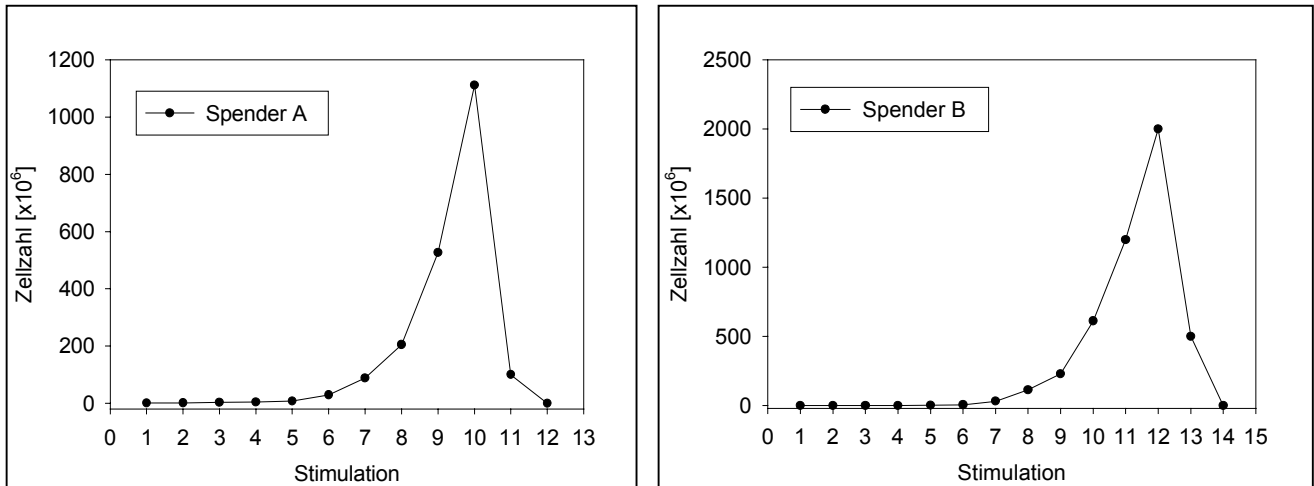 Zellzahl [x10⁶]
1200
1000
800
600
400
200
0
Spender A
0 1 2 3 4 5 6 7 8 9 10 11 12 13
Stimulation
Zellzahl [x10⁶]
2500
2000
1500
1000
500
0
Spender B
0 1 2 3 4 5 6 7 8 9 10 11 12 13 14 15
Stimulation